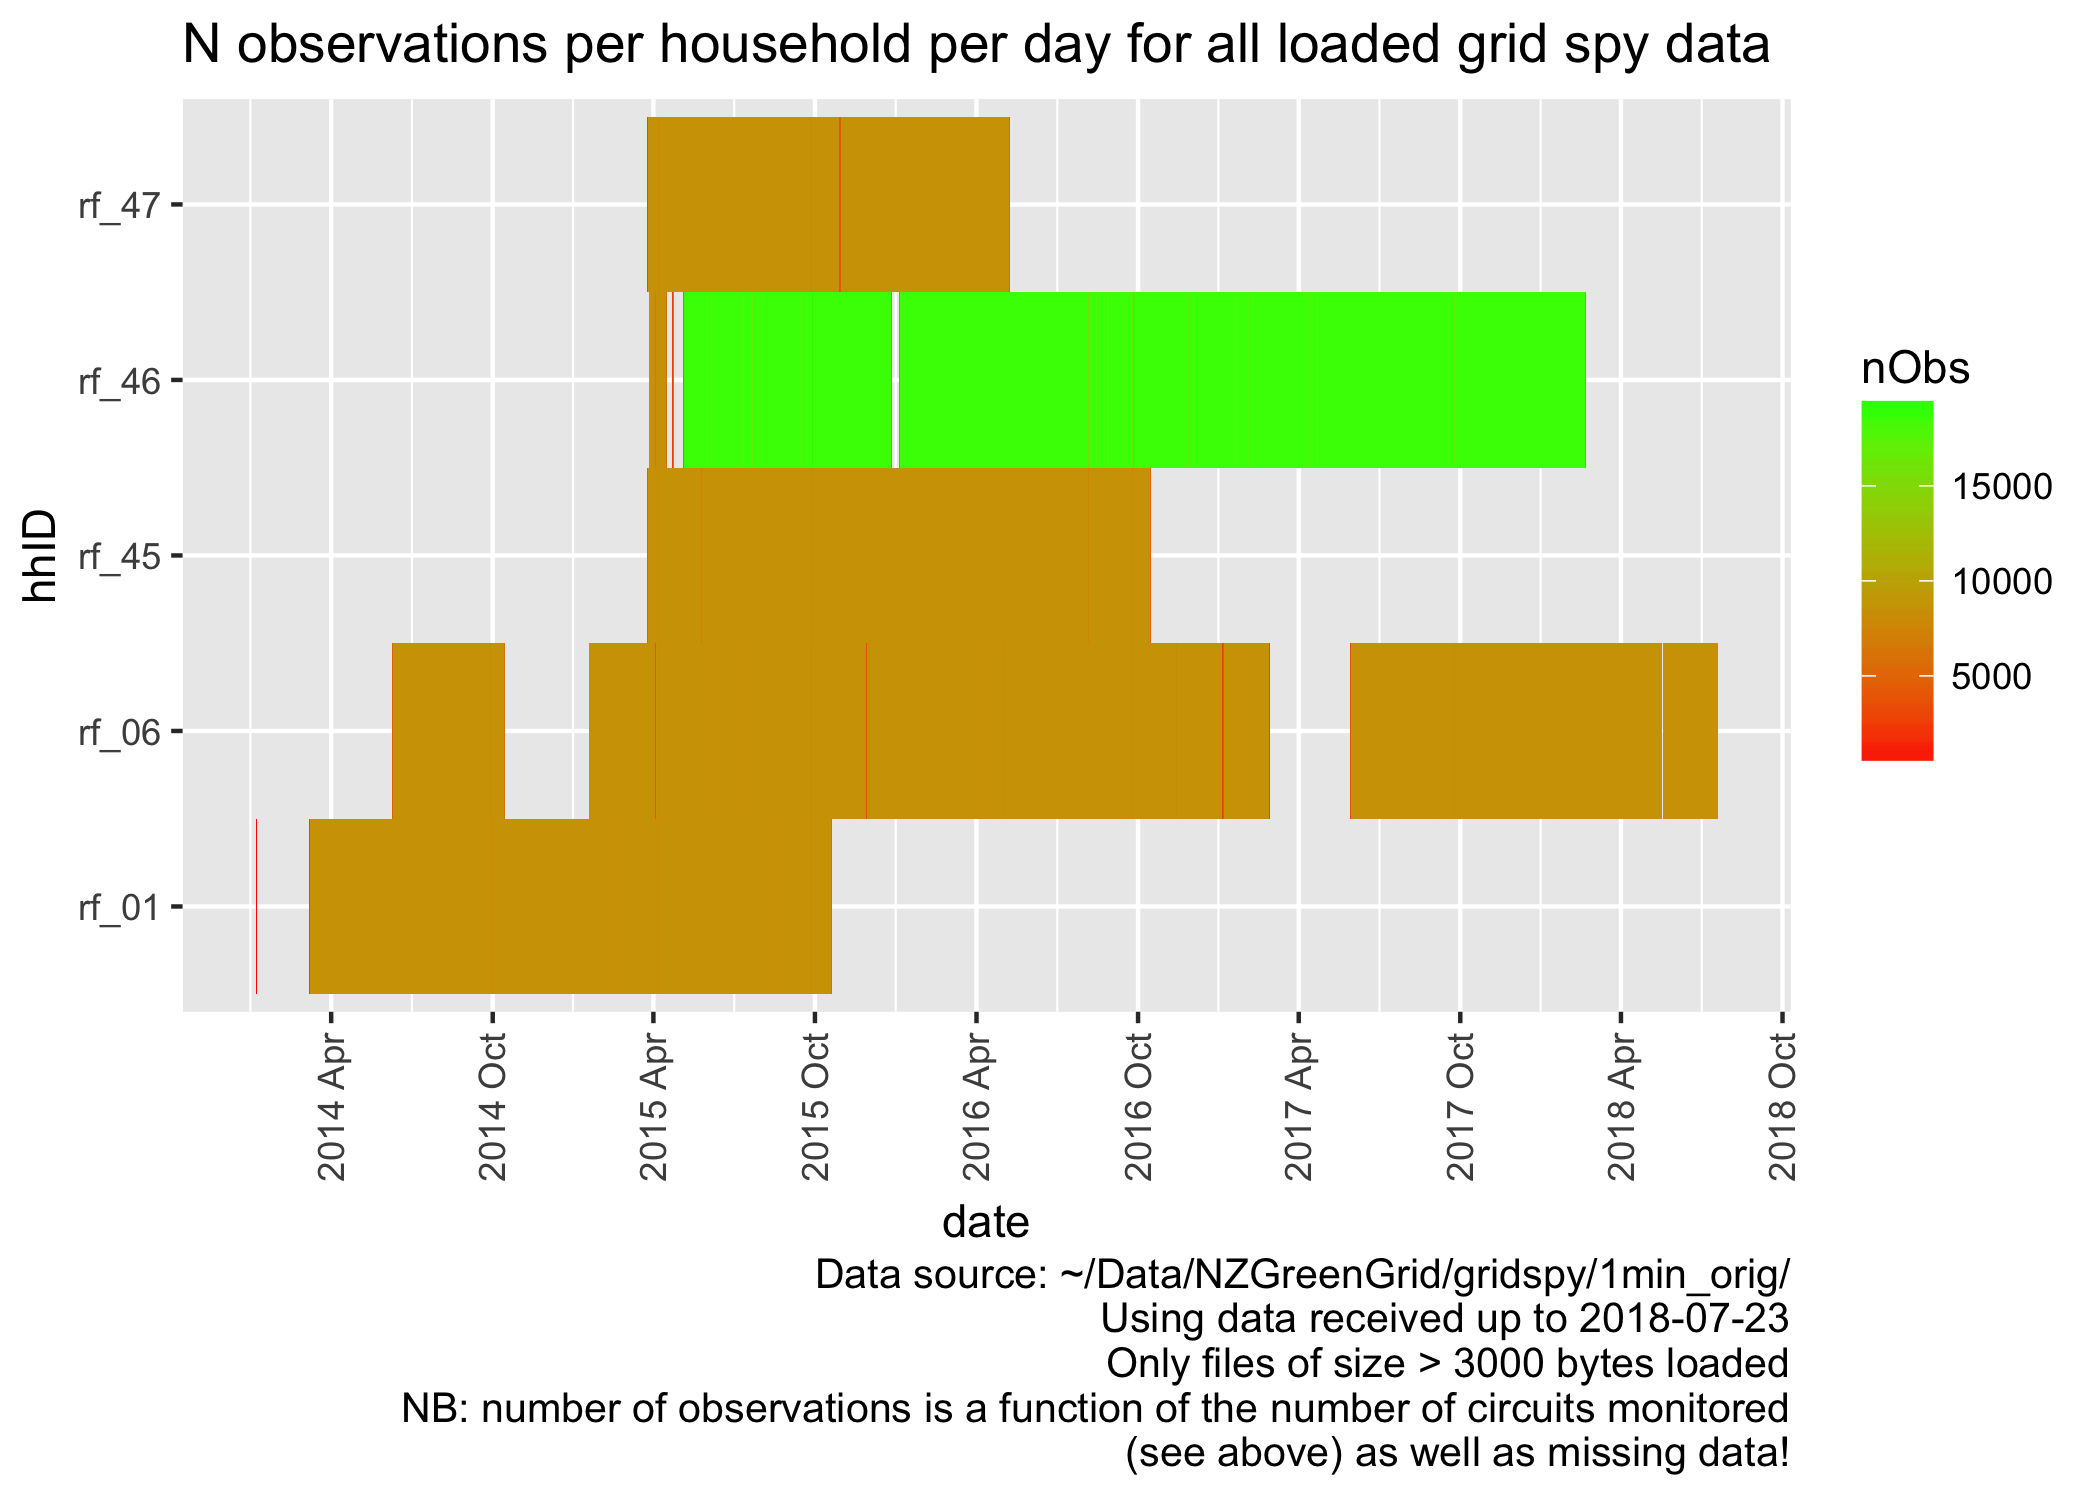 N observations per household per day for all loaded grid spy data
hhID
rf_47
rf_46
rf_45
rf_06
rf_01
nObs
15000
10000
5000
2014 Apr
2014 Oct
2015 Apr
2015 Oct
2016 Apr
2016 Oct
2017 Apr
2017 Oct
2018 Apr
2018 Oct
date
Data source: ~/Data/NZGreenGrid/gridspy/1min_orig/
Using data received up to 2018-07-23
Only files of size > 3000 bytes loaded
NB: number of observations is a function of the number of circuits monitored
(see above) as well as missing data!